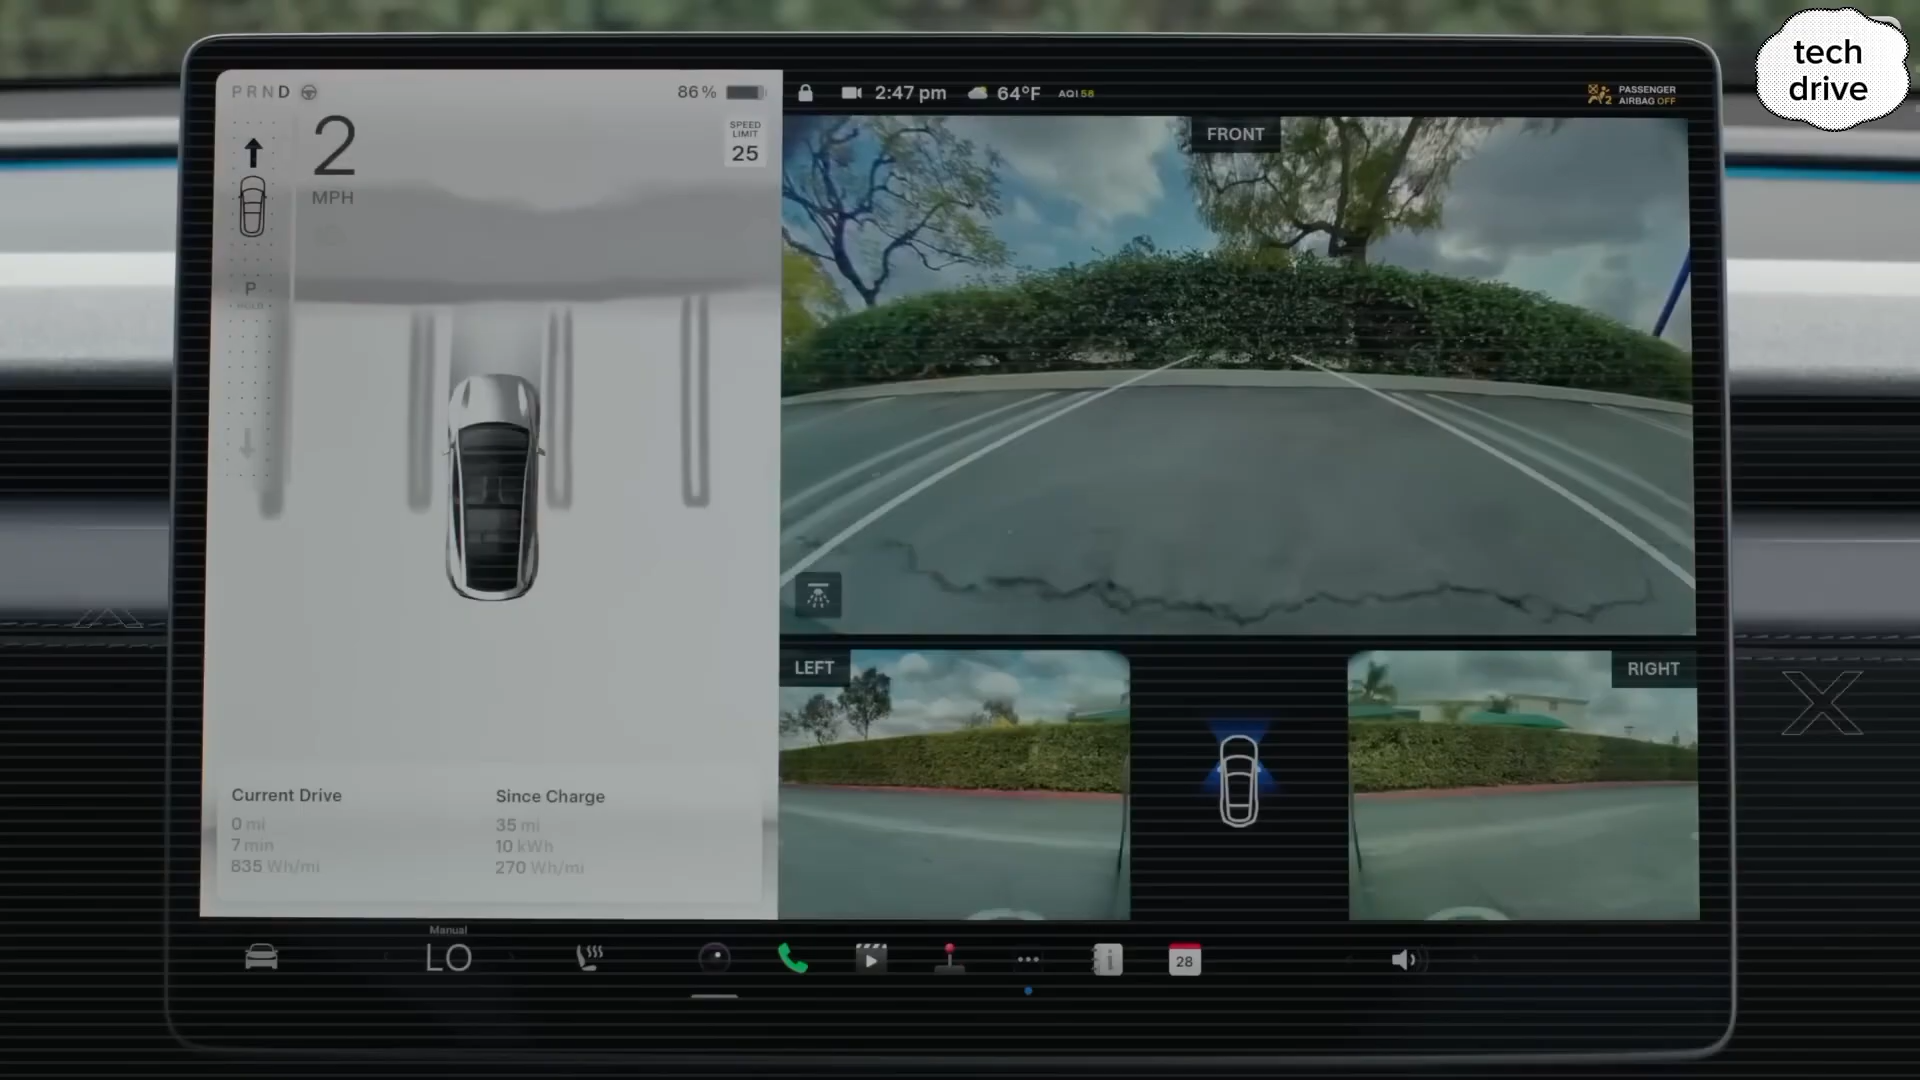 tech
drive
P R N D
86 %
2:47 pm
64°F
AQI 58
PASSENGER
AIRBAG OFF
2
MPH
SPEED
LIMIT
25
FRONT
P
HOLD
LEFT
RIGHT
Current Drive
0 mi
7 min
835 Wh/mi
Since Charge
35 mi
10 kWh
270 Wh/mi
Manual
LO
28